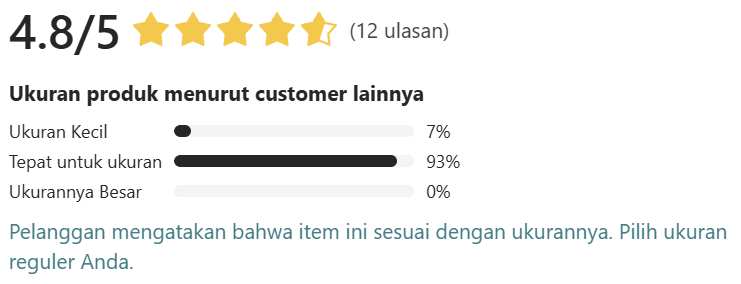 4.8/5 (12 ulasan)
Ukuran produk menurut customer lainnya
Ukuran Kecil 7%
Tepat untuk ukuran 93%
Ukurannya Besar 0%
Pelanggan mengatakan bahwa item ini sesuai dengan ukurannya. Pilih ukuran
reguler Anda.